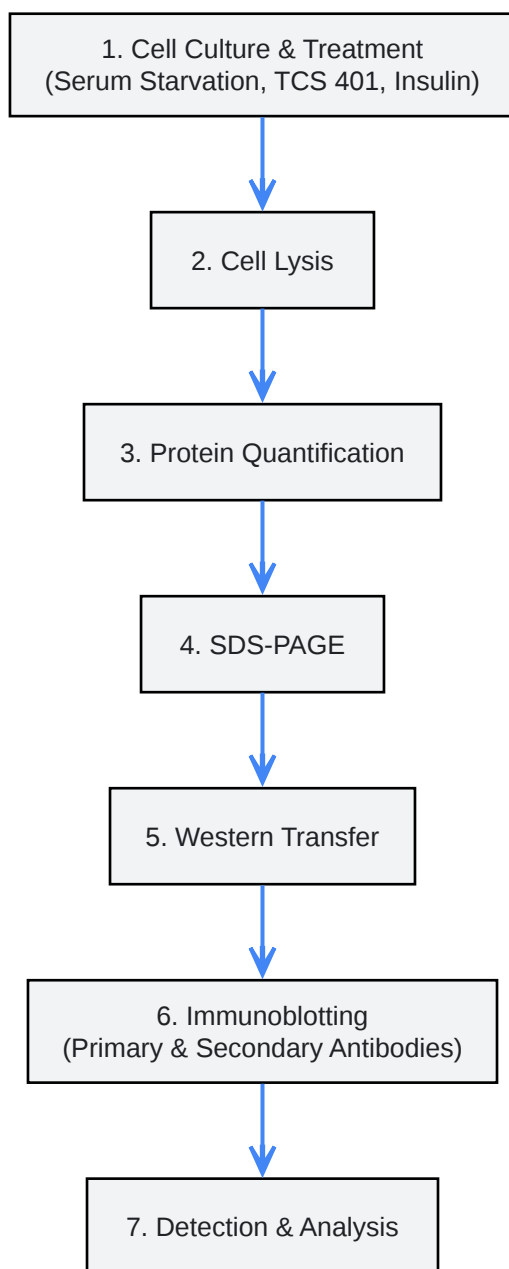 1. Cell Culture & Treatment
(Serum Starvation, TCS 401, Insulin)
2. Cell Lysis
3. Protein Quantification
4. SDS-PAGE
5. Western Transfer
6. Immunoblotting
(Primary & Secondary Antibodies)
7. Detection & Analysis